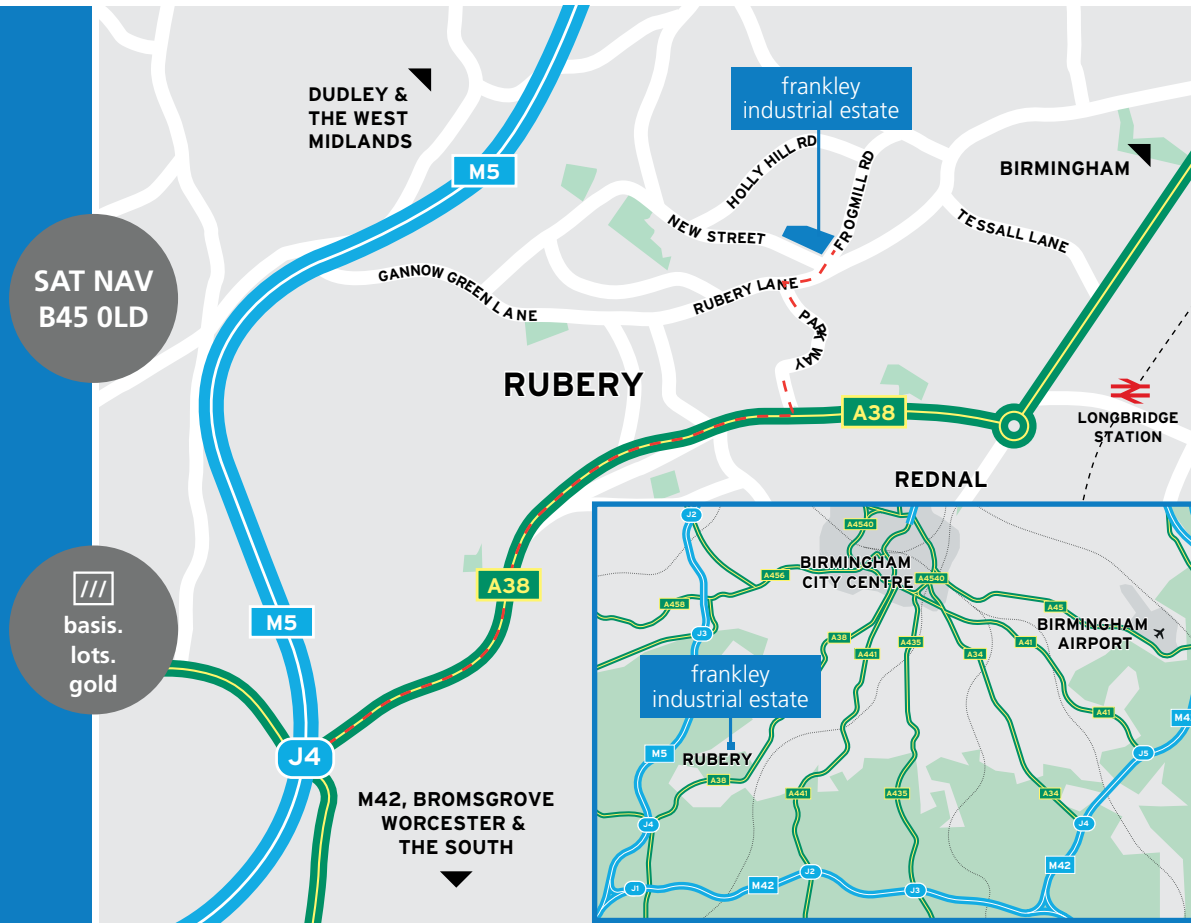 DUDLEY &
THE WEST
MIDLANDS
M5
frankley
industrial estate
HOLLY HILL RD
FROGMILL RD
NEW STREET
BIRMINGHAM
TESSALL LANE
SAT NAV
B45 0LD
GANNOW GREEN LANE
RUBERY LANE
PARK WAY
RUBERY
A38
LONGBRIDGE
STATION
REDNAL
A38
basis.
lots.
gold
M5
J4
M42, BROMSGROVE
WORCESTER &
THE SOUTH
J2
A4540
BIRMINGHAM
CITY CENTRE
A456
A4540
A458
A45
J3
A38
A435
A41
BIRMINGHAM
AIRPORT
A441
A34
frankley
industrial estate
A41
M5
RUBERY
A38
J5
A441
A435
A34
J4
J4
M42
J2
M42
J1
J3